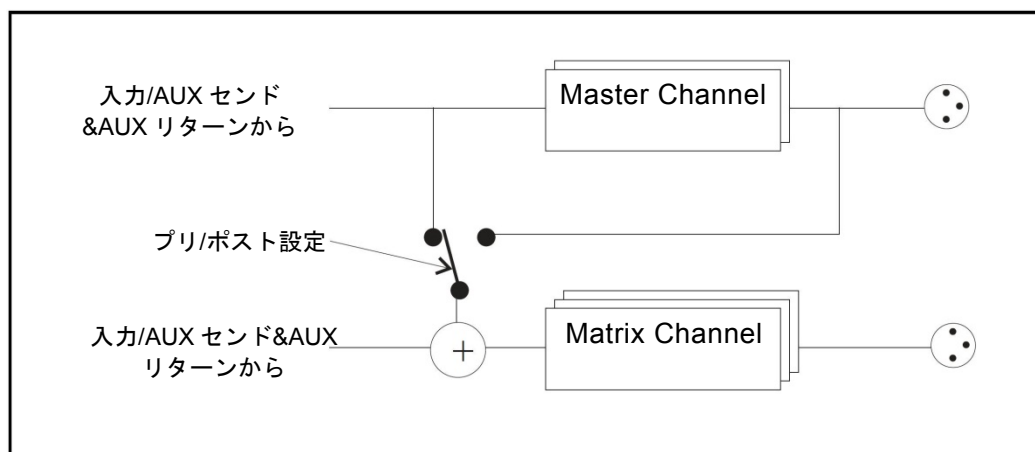 入力/AUX センド
&AUX リターンから
Master Channel
プリ/ポスト設定
入力/AUX センド&AUX
リターンから
+
Matrix Channel